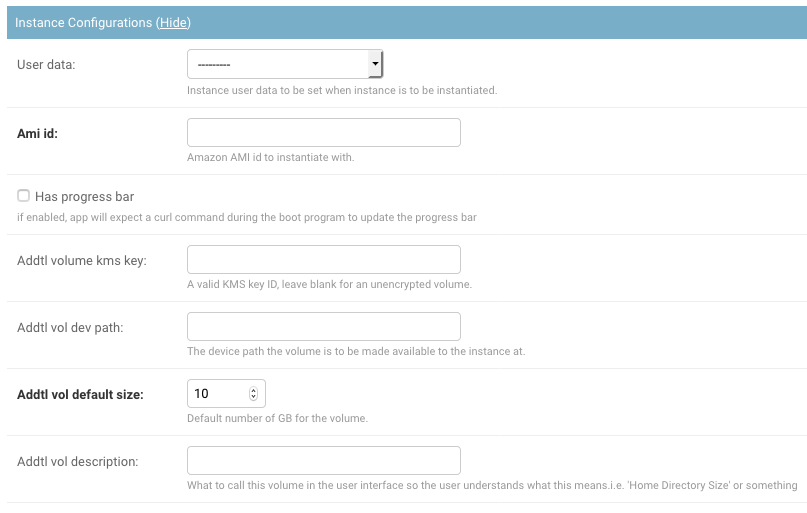 Instance Configurations (Hide)
User data:
---------
Instance user data to be set when instance is to be instantiated.
Ami id:
Amazon AMI id to instantiate with.
Has progress bar
if enabled, app will expect a curl command during the boot program to update the progress bar
Addtl volume kms key:
A valid KMS key ID, leave blank for an unencrypted volume.
Addtl vol dev path:
The device path the volume is to be made available to the instance at.
Addtl vol default size:
10
Default number of GB for the volume.
Addtl vol description:
What to call this volume in the user interface so the user understands what this means.i.e. 'Home Directory Size' or something